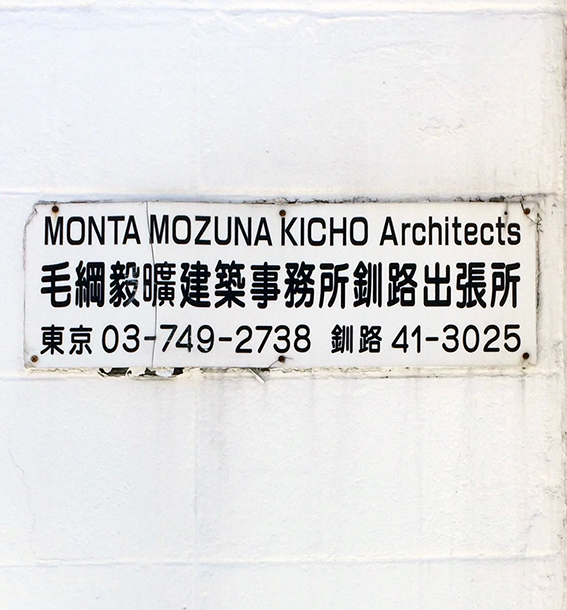 MONTA MOZUNA KICHO Architects
毛綱毅曠建築事務所釧路出張所
東京 03-749-2738 釧路 41-3025